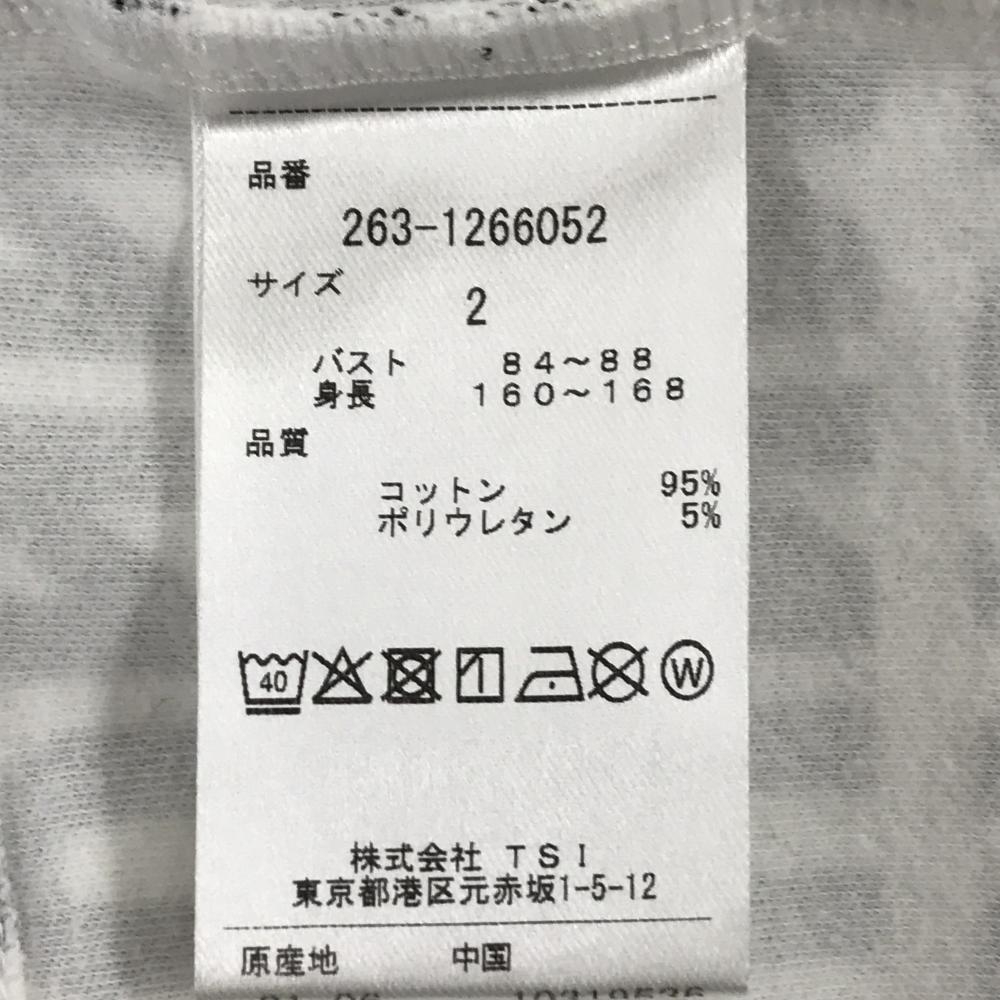 品番
263-1266052
サイズ
2
バスト 84~88
身長 160~168
品質
コットン 95%
ポリウレタン 5%
40
W
株式会社 TSI
東京都港区元赤坂1-5-12
原産地 中国